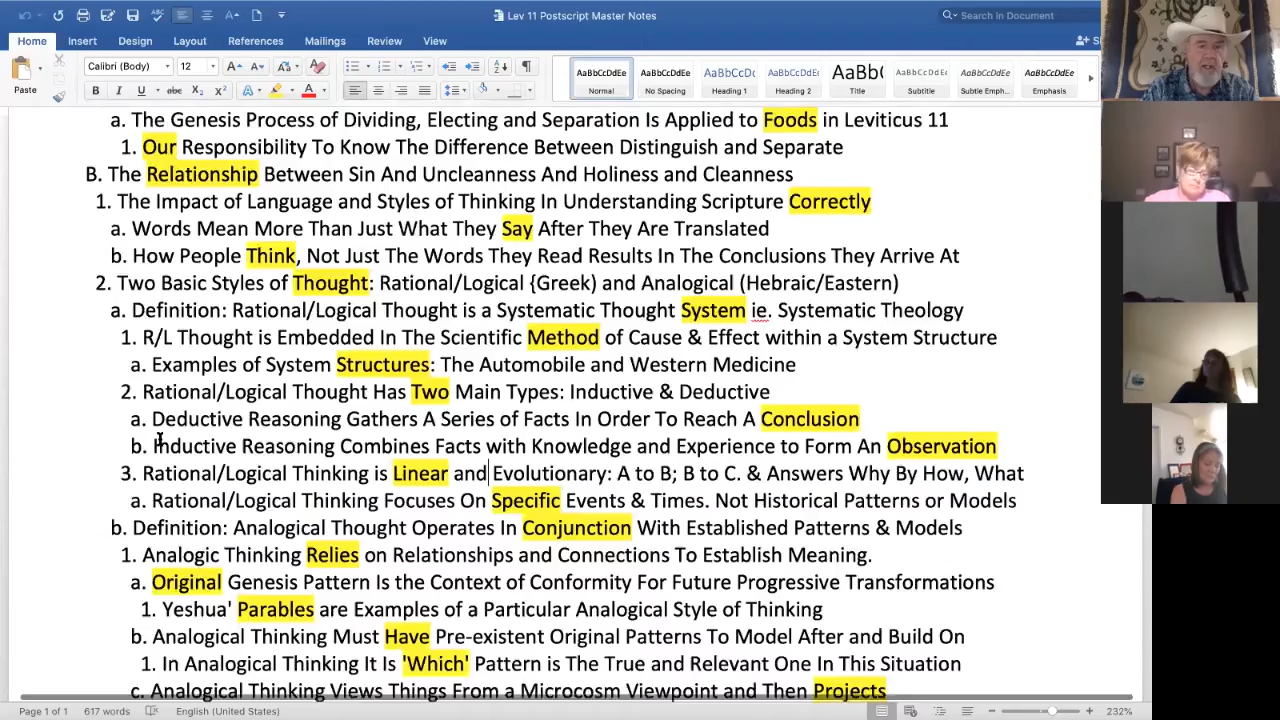 Lev 11 Postscript Master Notes
Search in Document
Home Insert Design Layout References Mailings Review View
Paste Calibri (Body) 12
AaBbCcDdEe AaBbCcDdEe AaBbCcDc AaBbCcDdEe AaBbC( AaBbCcDdEe AaBbCcDdEe AaBbCcDdEe
Normal No Spacing Heading 1 Heading 2 Title Subtitle Subtle Emph... Emphasis
a. The Genesis Process of Dividing, Electing and Separation Is Applied to Foods in Leviticus 11
1. Our Responsibility To Know The Difference Between Distinguish and Separate
B. The Relationship Between Sin And Uncleanness And Holiness and Cleanness
1. The Impact of Language and Styles of Thinking In Understanding Scripture Correctly
a. Words Mean More Than Just What They Say After They Are Translated
b. How People Think, Not Just The Words They Read Results In The Conclusions They Arrive At
2. Two Basic Styles of Thought: Rational/Logical {Greek) and Analogical (Hebraic/Eastern)
a. Definition: Rational/Logical Thought is a Systematic Thought System ie. Systematic Theology
1. R/L Thought is Embedded In The Scientific Method of Cause & Effect within a System Structure
a. Examples of System Structures: The Automobile and Western Medicine
2. Rational/Logical Thought Has Two Main Types: Inductive & Deductive
a. Deductive Reasoning Gathers A Series of Facts In Order To Reach A Conclusion
b. Inductive Reasoning Combines Facts with Knowledge and Experience to Form An Observation
3. Rational/Logical Thinking is Linear and Evolutionary: A to B; B to C. & Answers Why By How, What
a. Rational/Logical Thinking Focuses On Specific Events & Times. Not Historical Patterns or Models
b. Definition: Analogical Thought Operates In Conjunction With Established Patterns & Models
1. Analogic Thinking Relies on Relationships and Connections To Establish Meaning.
a. Original Genesis Pattern Is the Context of Conformity For Future Progressive Transformations
1. Yeshua' Parables are Examples of a Particular Analogical Style of Thinking
b. Analogical Thinking Must Have Pre-existent Original Patterns To Model After and Build On
1. In Analogical Thinking It Is 'Which' Pattern is The True and Relevant One In This Situation
c. Analogical Thinking Views Things From a Microcosm Viewpoint and Then Projects
Page 1 of 1 617 words English (United States) 232%